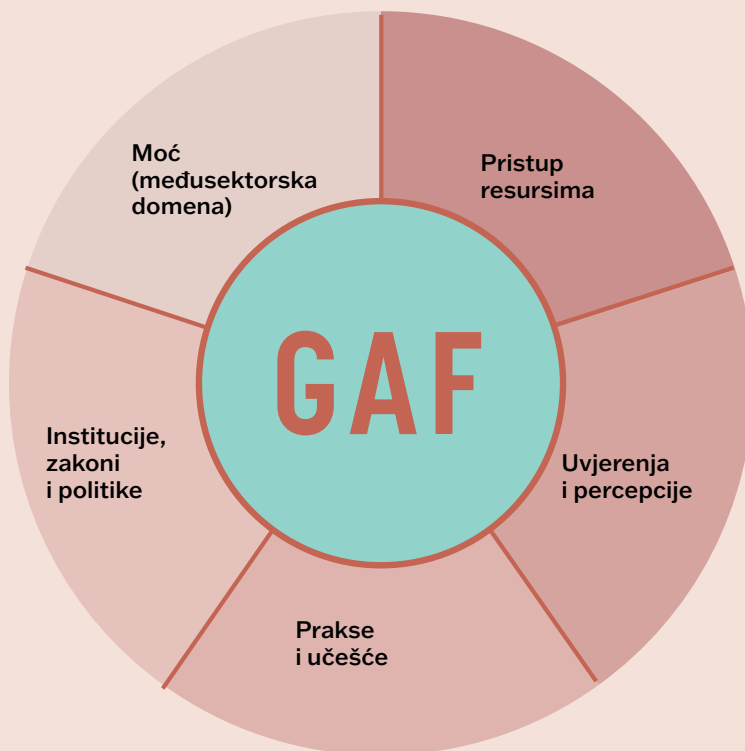 Moć
(međusektorska
domena)
Pristup
resursima
GAF
Institucije,
zakoni
i politike
Uvjerenja
i percepcije
Prakse
i učešće